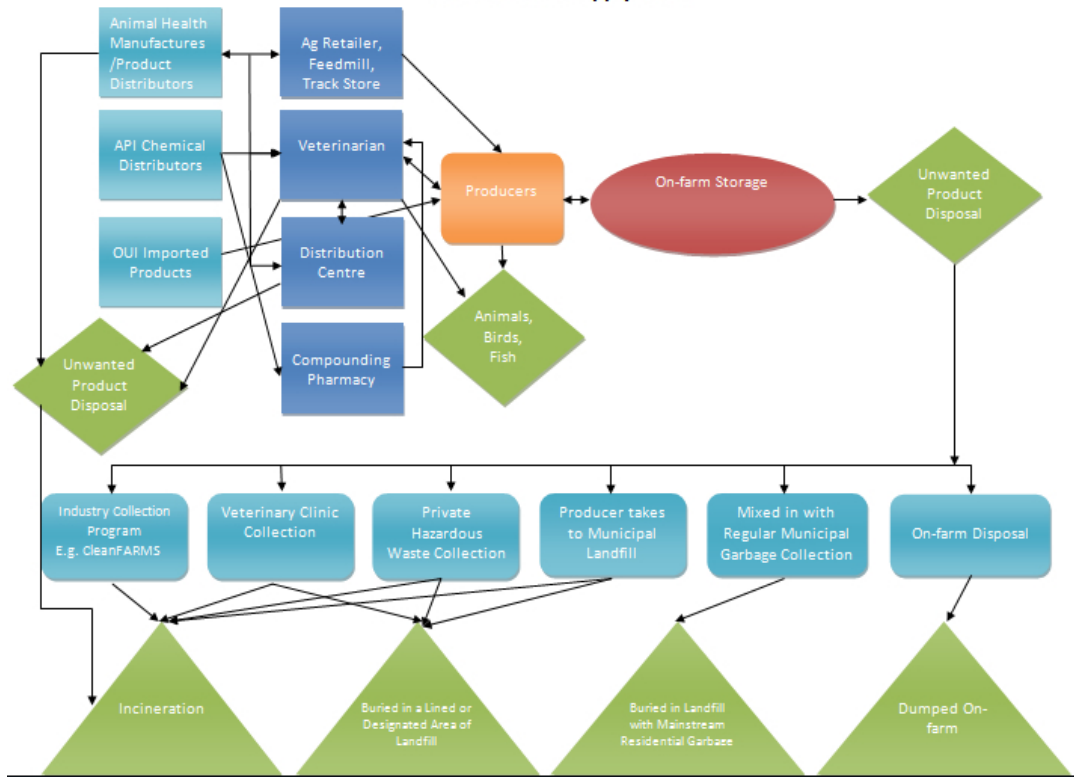 Animal Health
Manufactures
/Product
Distributors
Ag Retailer,
Feedmill,
Track Store
API Chemical
Distributors
Veterinarian
Producers
On-farm Storage
Unwanted
Product
Disposal
OUI Imported
Products
Distribution
Centre
Animals,
Birds,
Fish
Unwanted
Product
Disposal
Compounding
Pharmacy
Industry Collection
Program
E.g. CleanFARMS
Veterinary Clinic
Collection
Private
Hazardous
Waste Collection
Producer takes
to Municipal
Landfill
Mixed in with
Regular Municipal
Garbage Collection
On-farm Disposal
Incineration
Buried in a Lined or
Designated Area of
Landfill
Buried in Landfill
with Mainstream
Residential Garbage
Dumped On-
farm